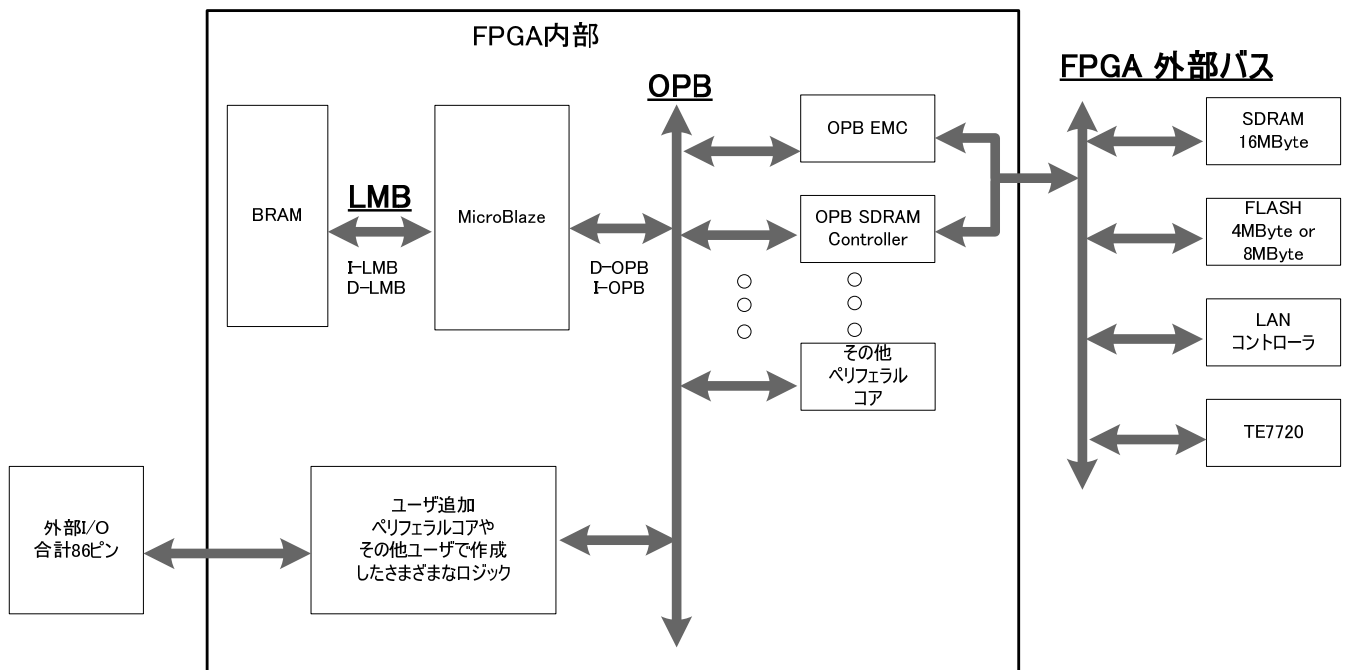 FPGA内部
FPGA 外部バス
OPB
LMB
BRAM
I-LMB
D-LMB
MicroBlaze
D-OPB
I-OPB
OPB EMC
OPB SDRAM
Controller
その他
ペリフェラル
コア
SDRAM
16MByte
FLASH
4MByte or
8MByte
LAN
コントローラ
TE7720
外部I/O
合計86ピン
ユーザ追加
ペリフェラルコアや
その他ユーザで作成
したさまざまなロジック